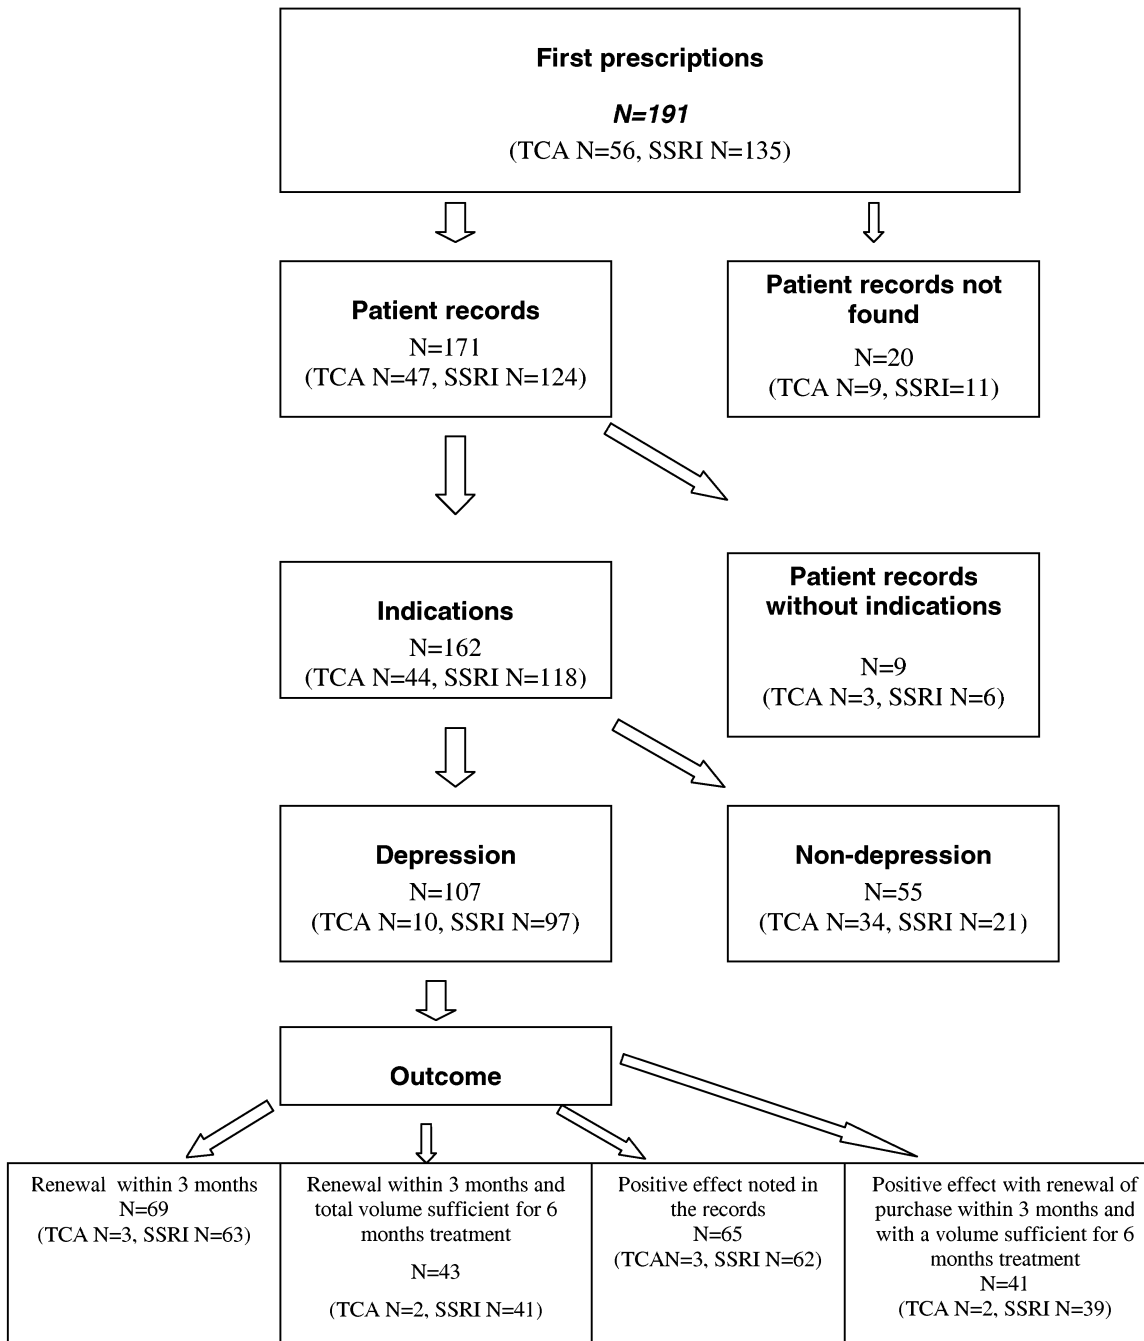 First prescriptions
N=191
(TCA N=56, SSRI N=135)
Patient records
N=171
(TCA N=47, SSRI N=124)
Patient records not
found
N=20
(TCA N=9, SSRI=11)
Indications
N=162
(TCA N=44, SSRI N=118)
Patient records
without indications
N=9
(TCA N=3, SSRI N=6)
Depression
N=107
(TCA N=10, SSRI N=97)
Non-depression
N=55
(TCA N=34, SSRI N=21)
Outcome
Renewal within 3 months
N=69
(TCA N=3, SSRI N=63)
Renewal within 3 months and
total volume sufficient for 6
months treatment
N=43
(TCA N=2, SSRI N=41)
Positive effect noted in
the records
N=65
(TCAN=3, SSRI N=62)
Positive effect with renewal of
purchase within 3 months and
with a volume sufficient for 6
months treatment
N=41
(TCA N=2, SSRI N=39)